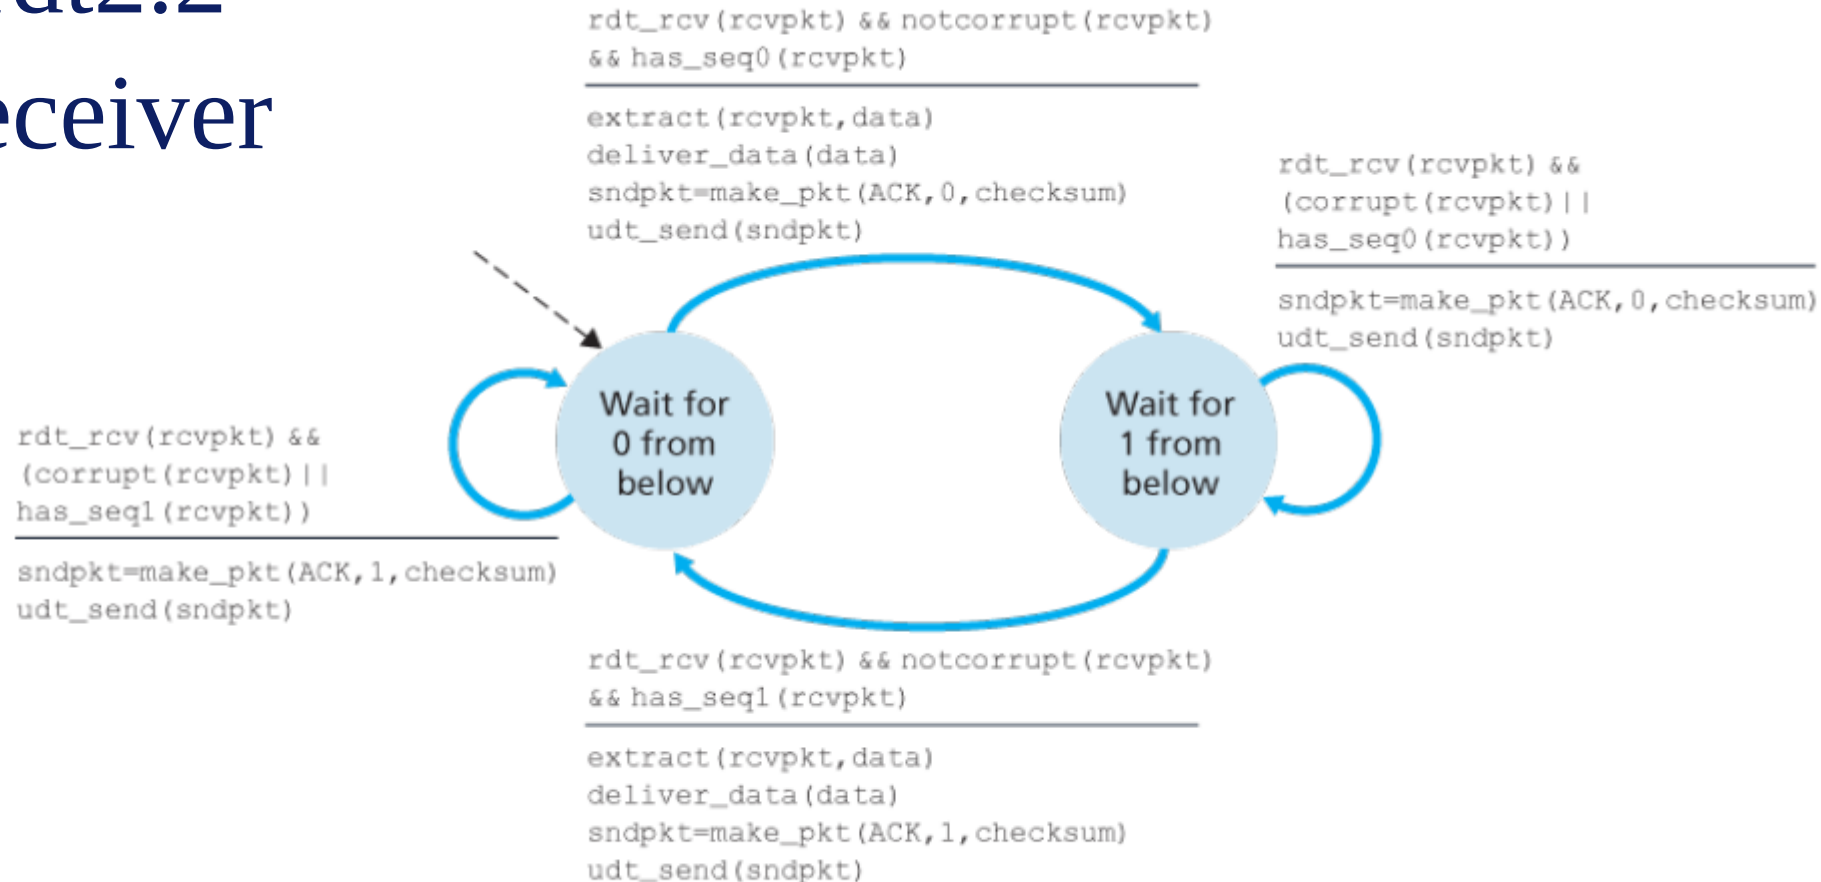 rdt2.2
eceiver
rdt_rcv(rcvpkt) && notcorrupt(rcvpkt)
&& has_seq0(rcvpkt)
extract(rcvpkt,data)
deliver_data(data)
sndpkt=make_pkt(ACK,0,checksum)
udt_send(sndpkt)
rdt_rcv(rcvpkt) &&
(corrupt(rcvpkt)||
has_seq0(rcvpkt))
sndpkt=make_pkt(ACK,0,checksum)
udt_send(sndpkt)
Wait for
0 from
below
Wait for
1 from
below
rdt_rcv(rcvpkt) &&
(corrupt(rcvpkt)||
has_seq1(rcvpkt))
sndpkt=make_pkt(ACK,1,checksum)
udt_send(sndpkt)
rdt_rcv(rcvpkt) && notcorrupt(rcvpkt)
&& has_seq1(rcvpkt)
extract(rcvpkt,data)
deliver_data(data)
sndpkt=make_pkt(ACK,1,checksum)
udt_send(sndpkt)